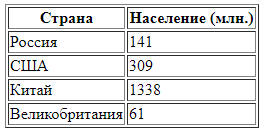 Страна Население (млн.)
Россия 141
США 309
Китай 1338
Великобритания 61